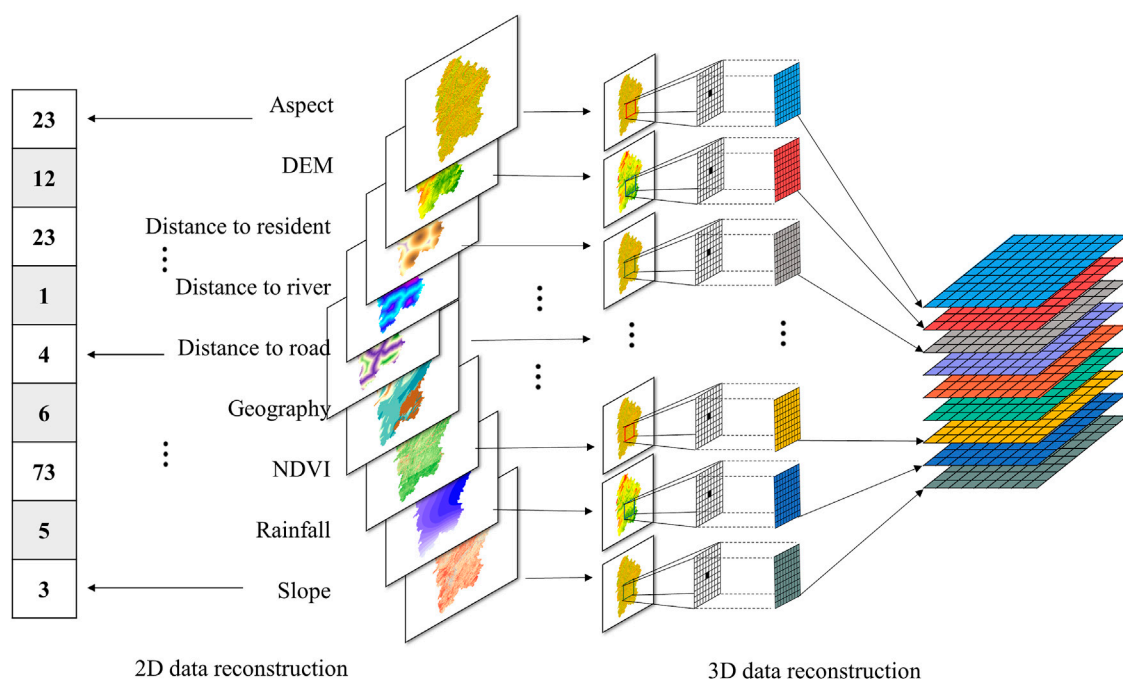 23
12
23
1
4
6
73
5
3
Aspect
DEM
Distance to resident
Distance to river
Distance to road
Geography
NDVI
Rainfall
Slope
2D data reconstruction
3D data reconstruction